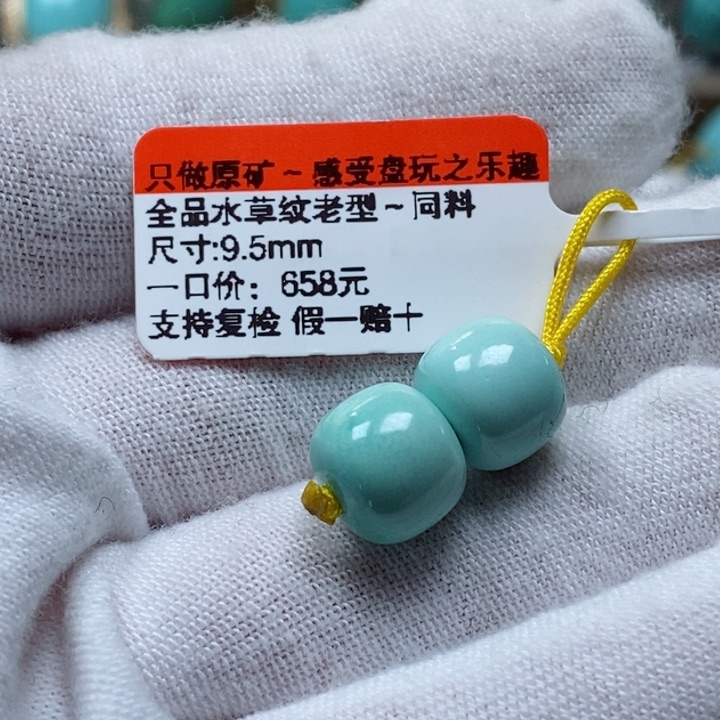 只做原矿~感受盘玩之乐趣
全品水草纹老型~同料
尺寸:9.5mm
一口价：658元
支持复检 假一赔十